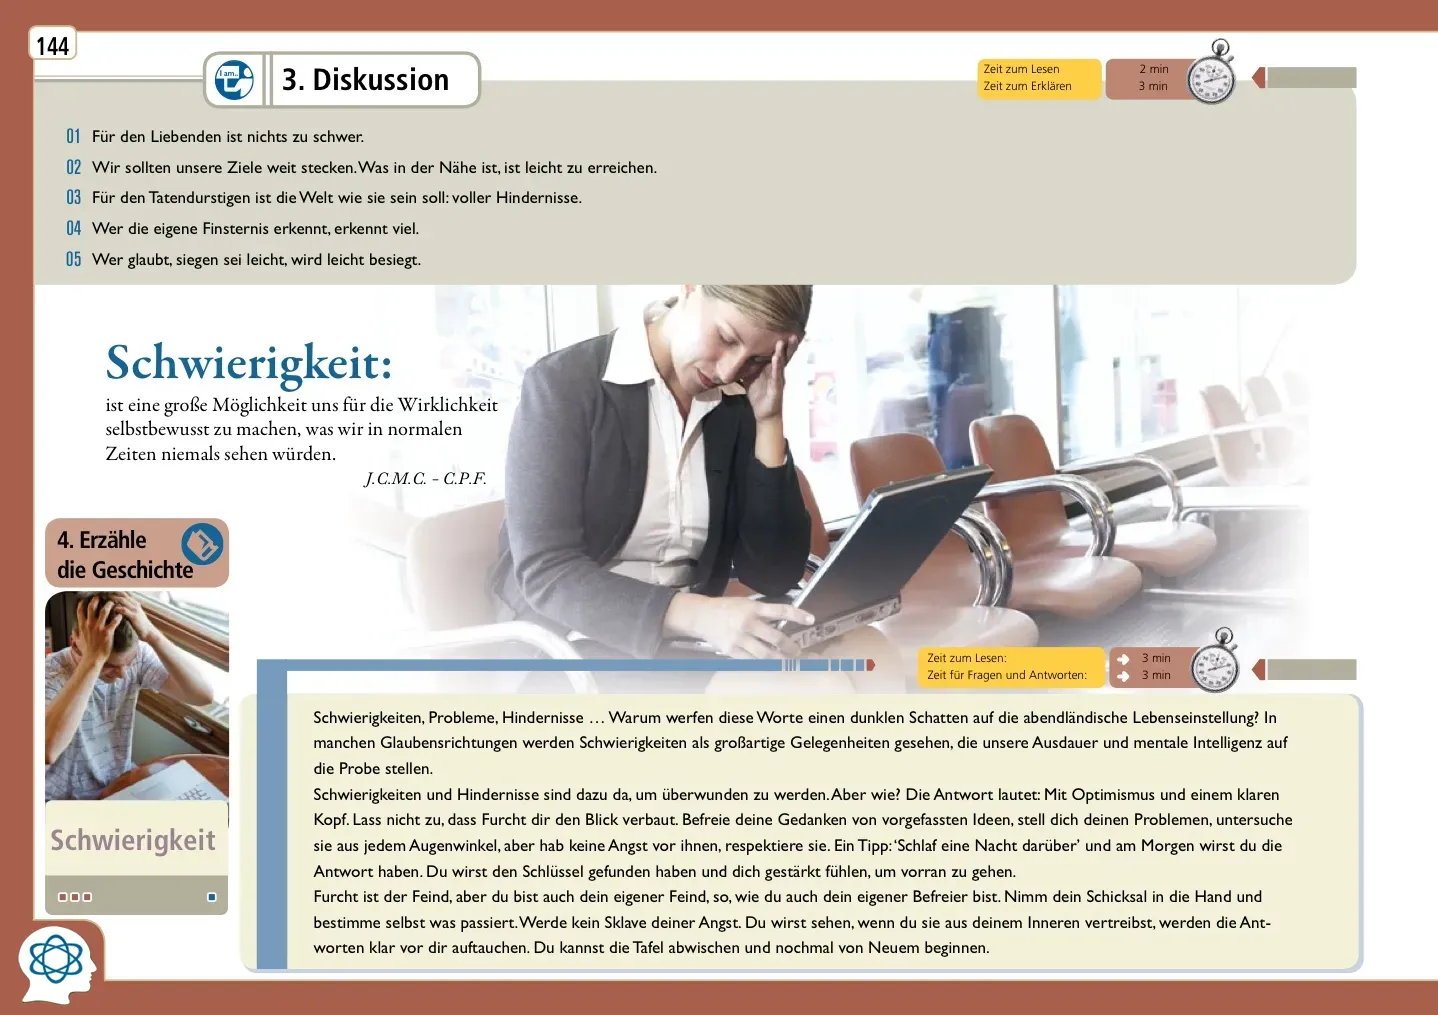 144
I am...
3. Diskussion
Zeit zum Lesen 2 min
Zeit zum Erklären 3 min
01 Für den Liebenden ist nichts zu schwer.
02 Wir sollten unsere Ziele weit stecken. Was in der Nähe ist, ist leicht zu erreichen.
03 Für den Tatendurstigen ist die Welt wie sie sein soll: voller Hindernisse.
04 Wer die eigene Finsternis erkennt, erkennt viel.
05 Wer glaubt, siegen sei leicht, wird leicht besiegt.
Schwierigkeit:
ist eine große Möglichkeit uns für die Wirklichkeit
selbstbewusst zu machen, was wir in normalen
Zeiten niemals sehen würden.
J.C.M.C. - C.P.F.
4. Erzähle
die Geschichte
Schwierigkeit
Zeit zum Lesen: 3 min
Zeit für Fragen und Antworten: 3 min
Schwierigkeiten, Probleme, Hindernisse … Warum werfen diese Worte einen dunklen Schatten auf die abendländische Lebenseinstellung? In
manchen Glaubensrichtungen werden Schwierigkeiten als großartige Gelegenheiten gesehen, die unsere Ausdauer und mentale Intelligenz auf
die Probe stellen.
Schwierigkeiten und Hindernisse sind dazu da, um überwunden zu werden. Aber wie? Die Antwort lautet: Mit Optimismus und einem klaren
Kopf. Lass nicht zu, dass Furcht dir den Blick verbaut. Befreie deine Gedanken von vorgefassten Ideen, stell dich deinen Problemen, untersuche
sie aus jedem Augenwinkel, aber hab keine Angst vor ihnen, respektiere sie. Ein Tipp: ‘Schlaf eine Nacht darüber’ und am Morgen wirst du die
Antwort haben. Du wirst den Schlüssel gefunden haben und dich gestärkt fühlen, um vorran zu gehen.
Furcht ist der Feind, aber du bist auch dein eigener Feind, so, wie du auch dein eigener Befreier bist. Nimm dein Schicksal in die Hand und
bestimme selbst was passiert. Werde kein Sklave deiner Angst. Du wirst sehen, wenn du sie aus deinem Inneren vertreibst, werden die Ant-
worten klar vor dir auftauchen. Du kannst die Tafel abwischen und nochmal von Neuem beginnen.